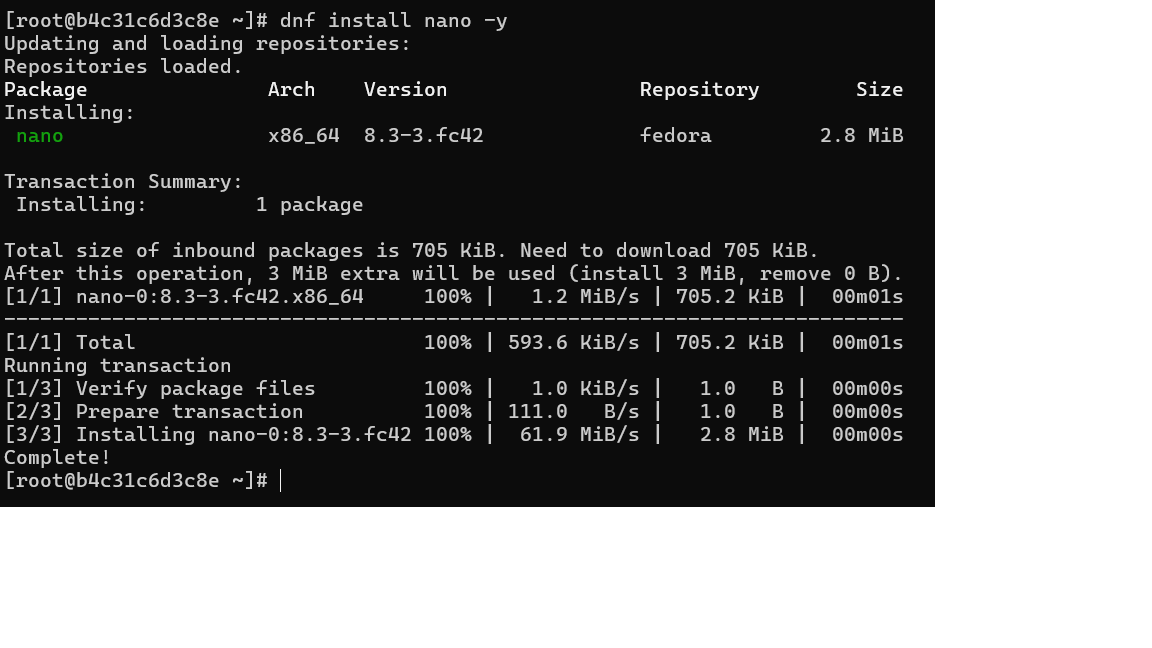 [root@b4c31c6d3c8e ~]# dnf install nano -y
Updating and loading repositories:
Repositories loaded.
Package               Arch    Version                Repository        Size
Installing:
 nano                 x86_64  8.3-3.fc42             fedora         2.8 MiB

Transaction Summary:
 Installing:         1 package

Total size of inbound packages is 705 KiB. Need to download 705 KiB.
After this operation, 3 MiB extra will be used (install 3 MiB, remove 0 B).
[1/1] nano-0:8.3-3.fc42.x86_64     100% |   1.2 MiB/s | 705.2 KiB |  00m01s
---------------------------------------------------------------------------
[1/1] Total                        100% | 593.6 KiB/s | 705.2 KiB |  00m01s
Running transaction
[1/3] Verify package files         100% |   1.0 KiB/s |   1.0   B |  00m00s
[2/3] Prepare transaction          100% | 111.0   B/s |   1.0   B |  00m00s
[3/3] Installing nano-0:8.3-3.fc42 100% |  61.9 MiB/s |   2.8 MiB |  00m00s
Complete!
[root@b4c31c6d3c8e ~]#